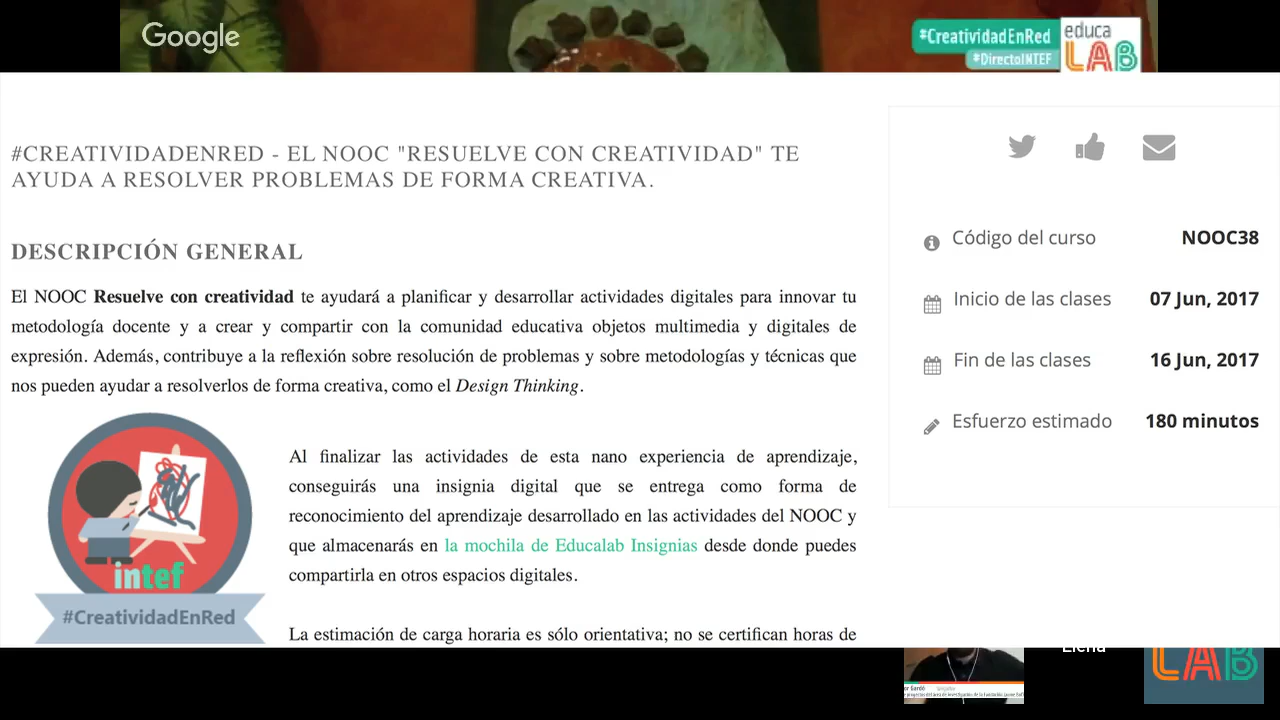 Google
#CreatividadEnRed
#DirectoINTEF
educa
LAB
#CREATIVIDADENRED - EL NOOC "RESUELVE CON CREATIVIDAD" TE
AYUDA A RESOLVER PROBLEMAS DE FORMA CREATIVA.
DESCRIPCIÓN GENERAL
El NOOC Resuelve con creatividad te ayudará a planificar y desarrollar actividades digitales para innovar tu
metodología docente y a crear y compartir con la comunidad educativa objetos multimedia y digitales de
expresión. Además, contribuye a la reflexión sobre resolución de problemas y sobre metodologías y técnicas que
nos pueden ayudar a resolverlos de forma creativa, como el Design Thinking.
Al finalizar las actividades de esta nano experiencia de aprendizaje,
conseguirás una insignia digital que se entrega como forma de
reconocimiento del aprendizaje desarrollado en las actividades del NOOC y
que almacenarás en la mochila de Educalab Insignias desde donde puedes
compartirla en otros espacios digitales.
La estimación de carga horaria es sólo orientativa; no se certifican horas de
intef
#CreatividadEnRed
Código del curso NOOC38
Inicio de las clases 07 Jun, 2017
Fin de las clases 16 Jun, 2017
Esfuerzo estimado 180 minutos
Elena
LAB